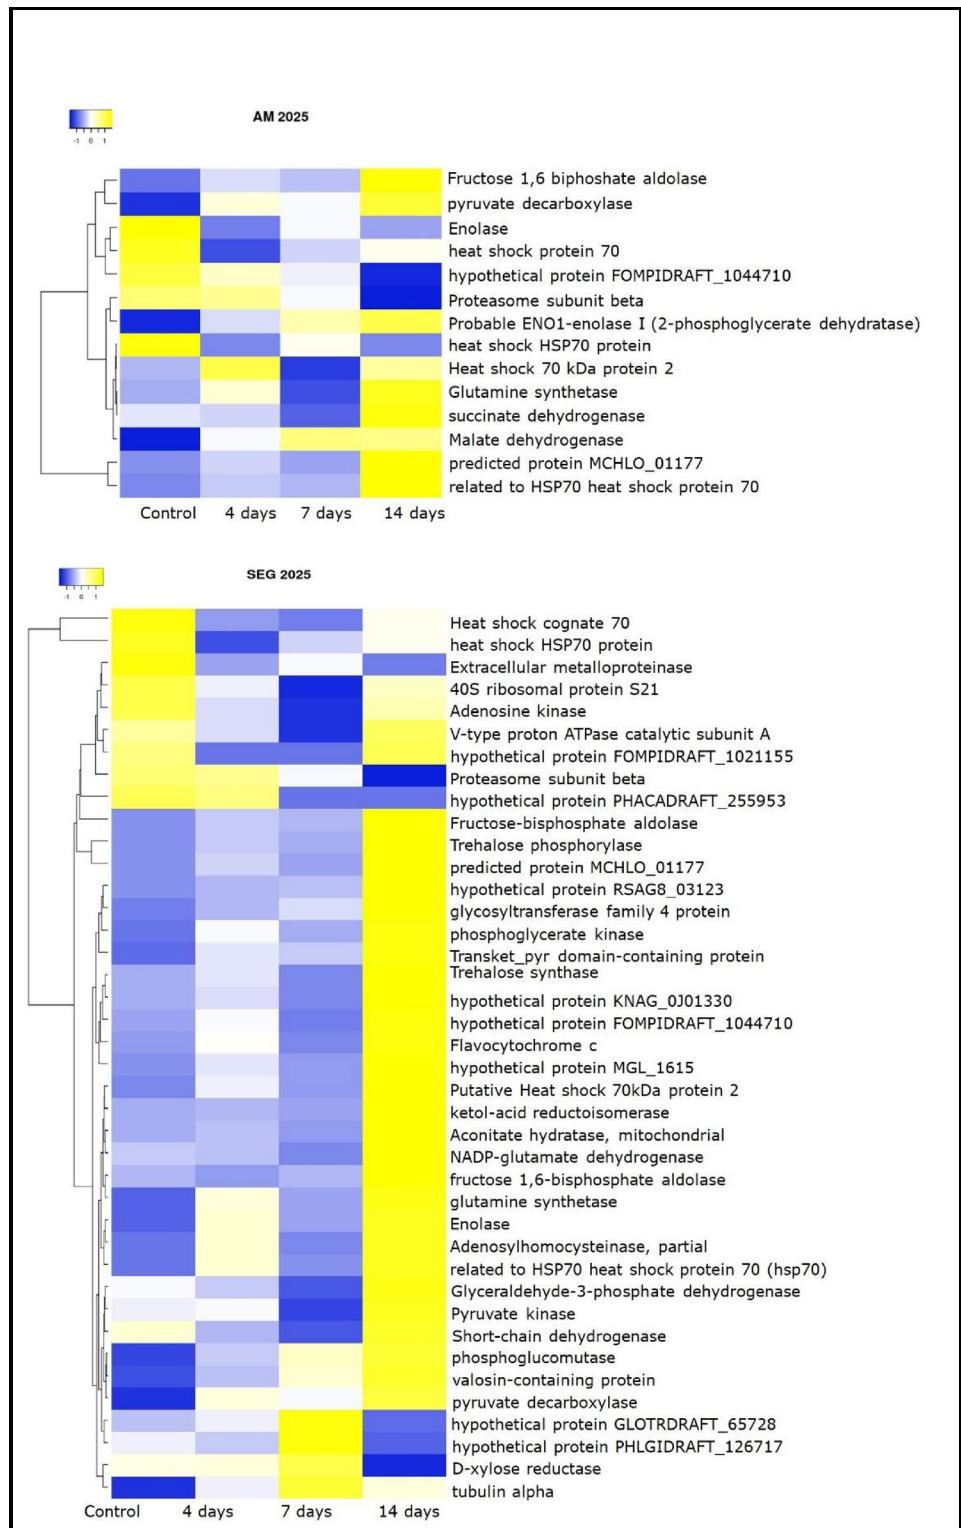 AM 2025
-1 0 1
Fructose 1,6 biphoshate aldolase
pyruvate decarboxylase
Enolase
heat shock protein 70
hypothetical protein FOMPIDRAFT_1044710
Proteasome subunit beta
Probable ENO1-enolase I (2-phosphoglycerate dehydratase)
heat shock HSP70 protein
Heat shock 70 kDa protein 2
Glutamine synthetase
succinate dehydrogenase
Malate dehydrogenase
predicted protein MCHLO_01177
related to HSP70 heat shock protein 70
Control 4 days 7 days 14 days
SEG 2025
-1 0 1
Heat shock cognate 70
heat shock HSP70 protein
Extracellular metalloproteinase
40S ribosomal protein S21
Adenosine kinase
V-type proton ATPase catalytic subunit A
hypothetical protein FOMPIDRAFT_1021155
Proteasome subunit beta
hypothetical protein PHACADRAFT_255953
Fructose-bisphosphate aldolase
Trehalose phosphorylase
predicted protein MCHLO_01177
hypothetical protein RSAG8_03123
glycosyltransferase family 4 protein
phosphoglycerate kinase
Transket_pyr domain-containing protein
Trehalose synthase
hypothetical protein KNAG_0J01330
hypothetical protein FOMPIDRAFT_1044710
Flavocytochrome c
hypothetical protein MGL_1615
Putative Heat shock 70kDa protein 2
ketol-acid reductoisomerase
Aconitate hydratase, mitochondrial
NADP-glutamate dehydrogenase
fructose 1,6-bisphosphate aldolase
glutamine synthetase
Enolase
Adenosylhomocysteinase, partial
related to HSP70 heat shock protein 70 (hsp70)
Glyceraldehyde-3-phosphate dehydrogenase
Pyruvate kinase
Short-chain dehydrogenase
phosphoglucomutase
valosin-containing protein
pyruvate decarboxylase
hypothetical protein GLOTRDRAFT_65728
hypothetical protein PHLGIDRAFT_126717
D-xylose reductase
tubulin alpha
Control 4 days 7 days 14 days